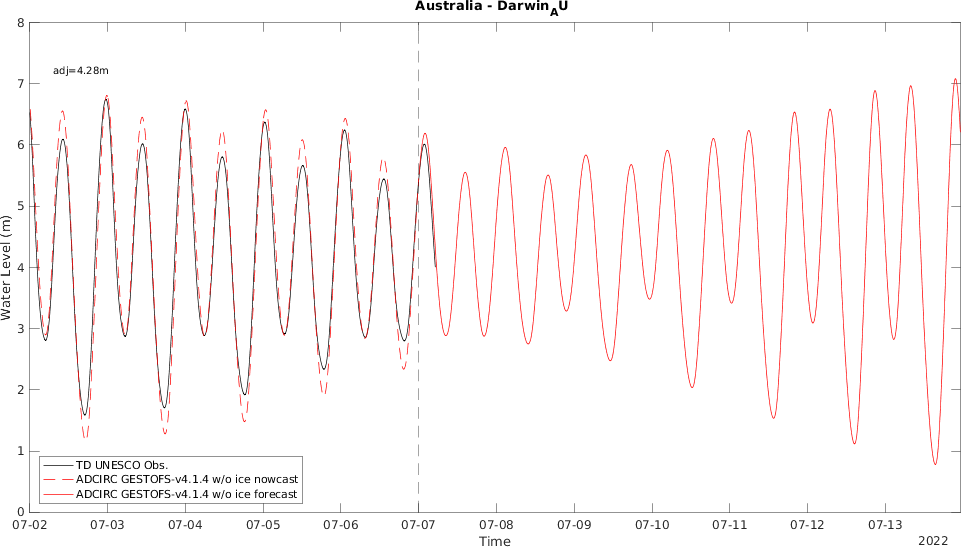 Australia - Darwin_AU
8
adj=4.28m
7
6
5
4
3
2
1
0
Water Level (m)
TD UNESCO Obs.
ADCIRC GESTOFS-v4.1.4 w/o ice nowcast
ADCIRC GESTOFS-v4.1.4 w/o ice forecast
07-02 07-03 07-04 07-05 07-06 07-07 07-08 07-09 07-10 07-11 07-12 07-13
Time
2022